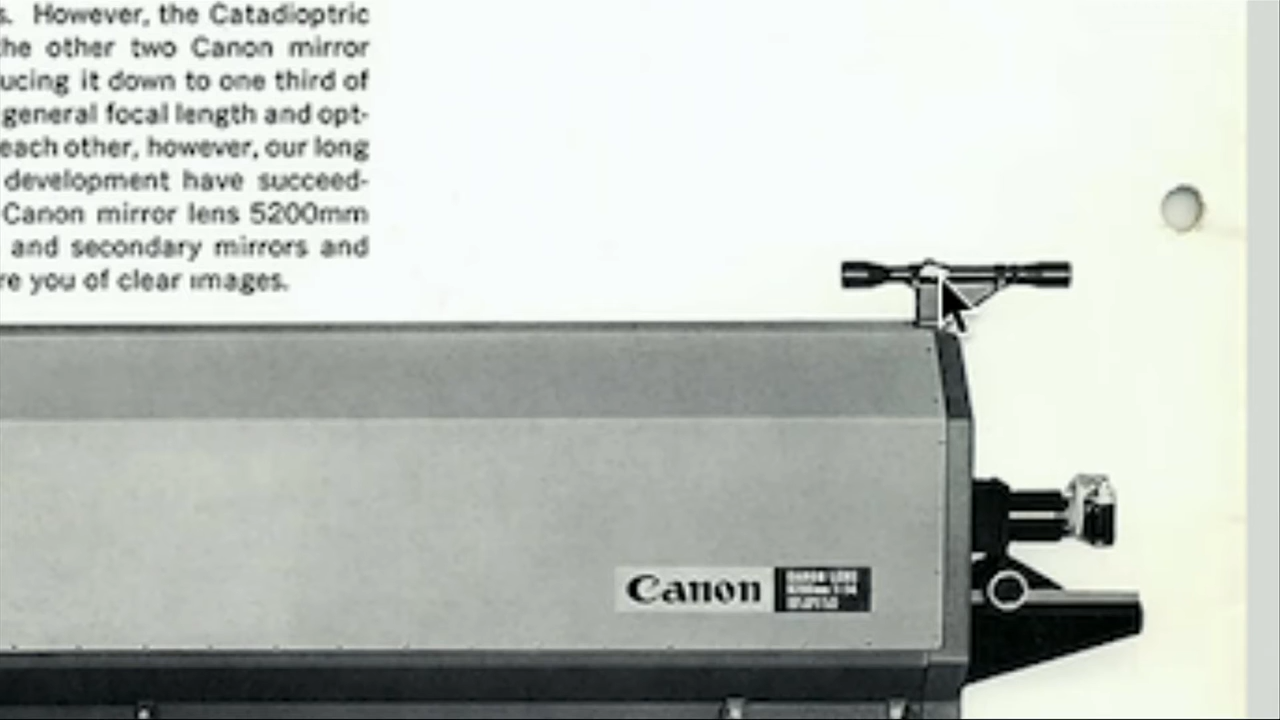 s. However, the Catadioptric
the other two Canon mirror
ucing it down to one third of
general focal length and opt-
each other, however, our long
development have succeed-
Canon mirror lens 5200mm
and secondary mirrors and
re you of clear images.
Canon
CANON LENS